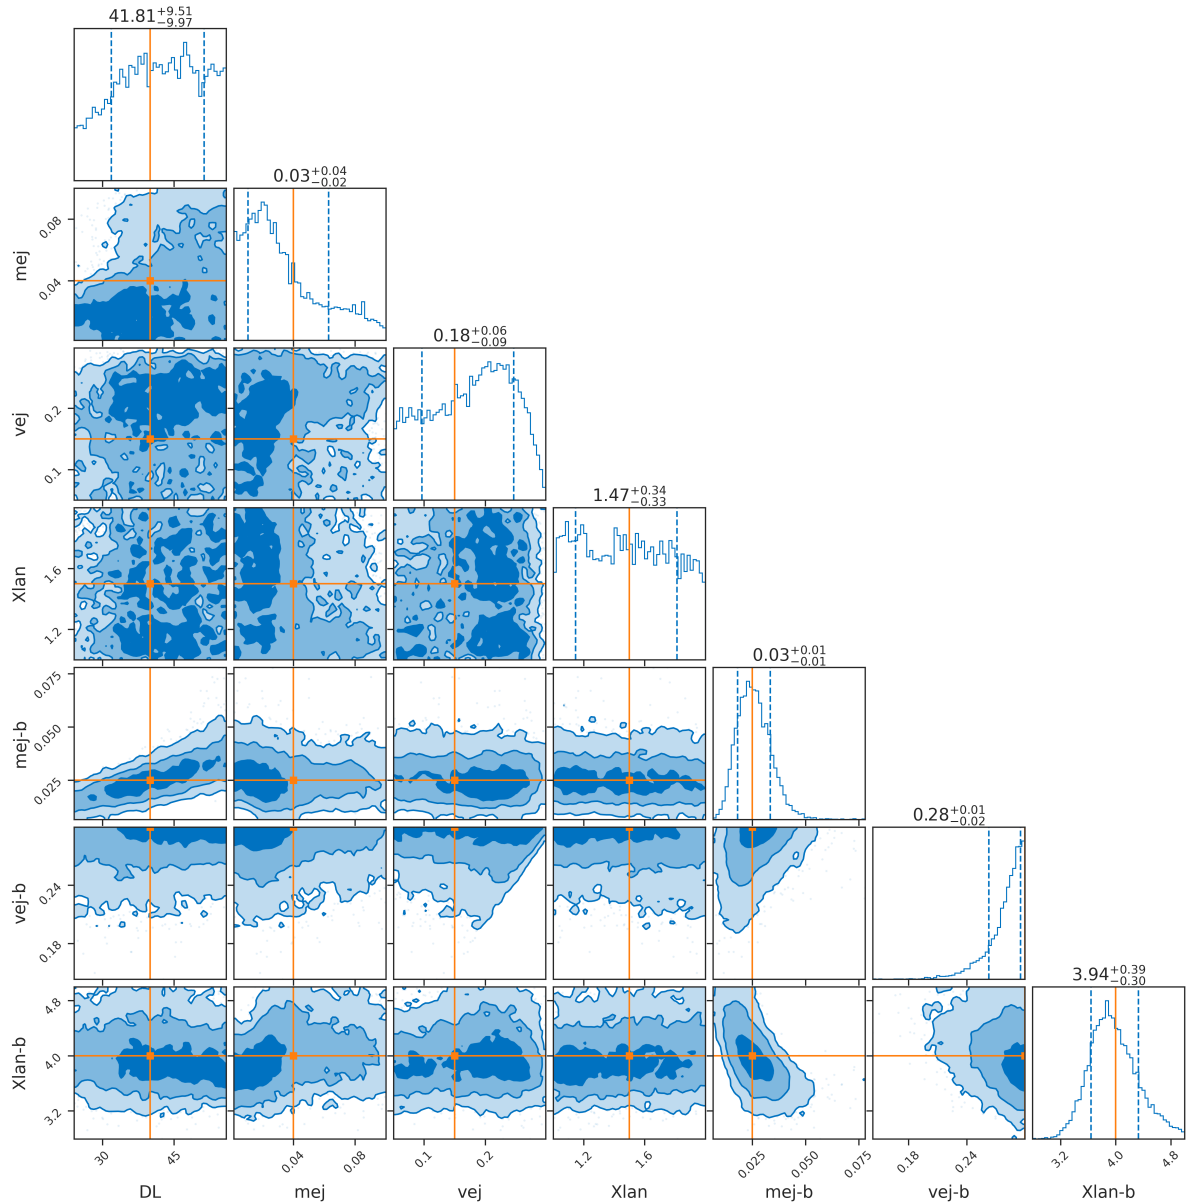 41.81+9.51−9.97
0.03+0.04−0.02
mej
0.08
0.04
0.18+0.06−0.09
vej
0.2
0.1
1.47+0.34−0.33
Xlan
1.6
1.2
0.03+0.01−0.01
mej-b
0.075
0.050
0.025
0.28+0.01−0.02
vej-b
0.24
0.18
3.94+0.39−0.30
Xlan-b
4.8
4.0
3.2
30 45 0.04 0.08 0.1 0.2 1.2 1.6 0.025 0.050 0.075 0.18 0.24 3.2 4.0 4.8
DL mej vej Xlan mej-b vej-b Xlan-b